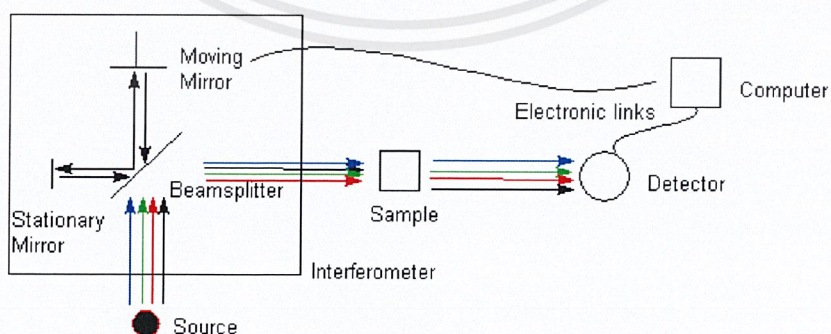 Moving
Mirror
Computer
Electronic links
Beamsplitter
Detector
Sample
Stationary
Mirror
Interferometer
Source